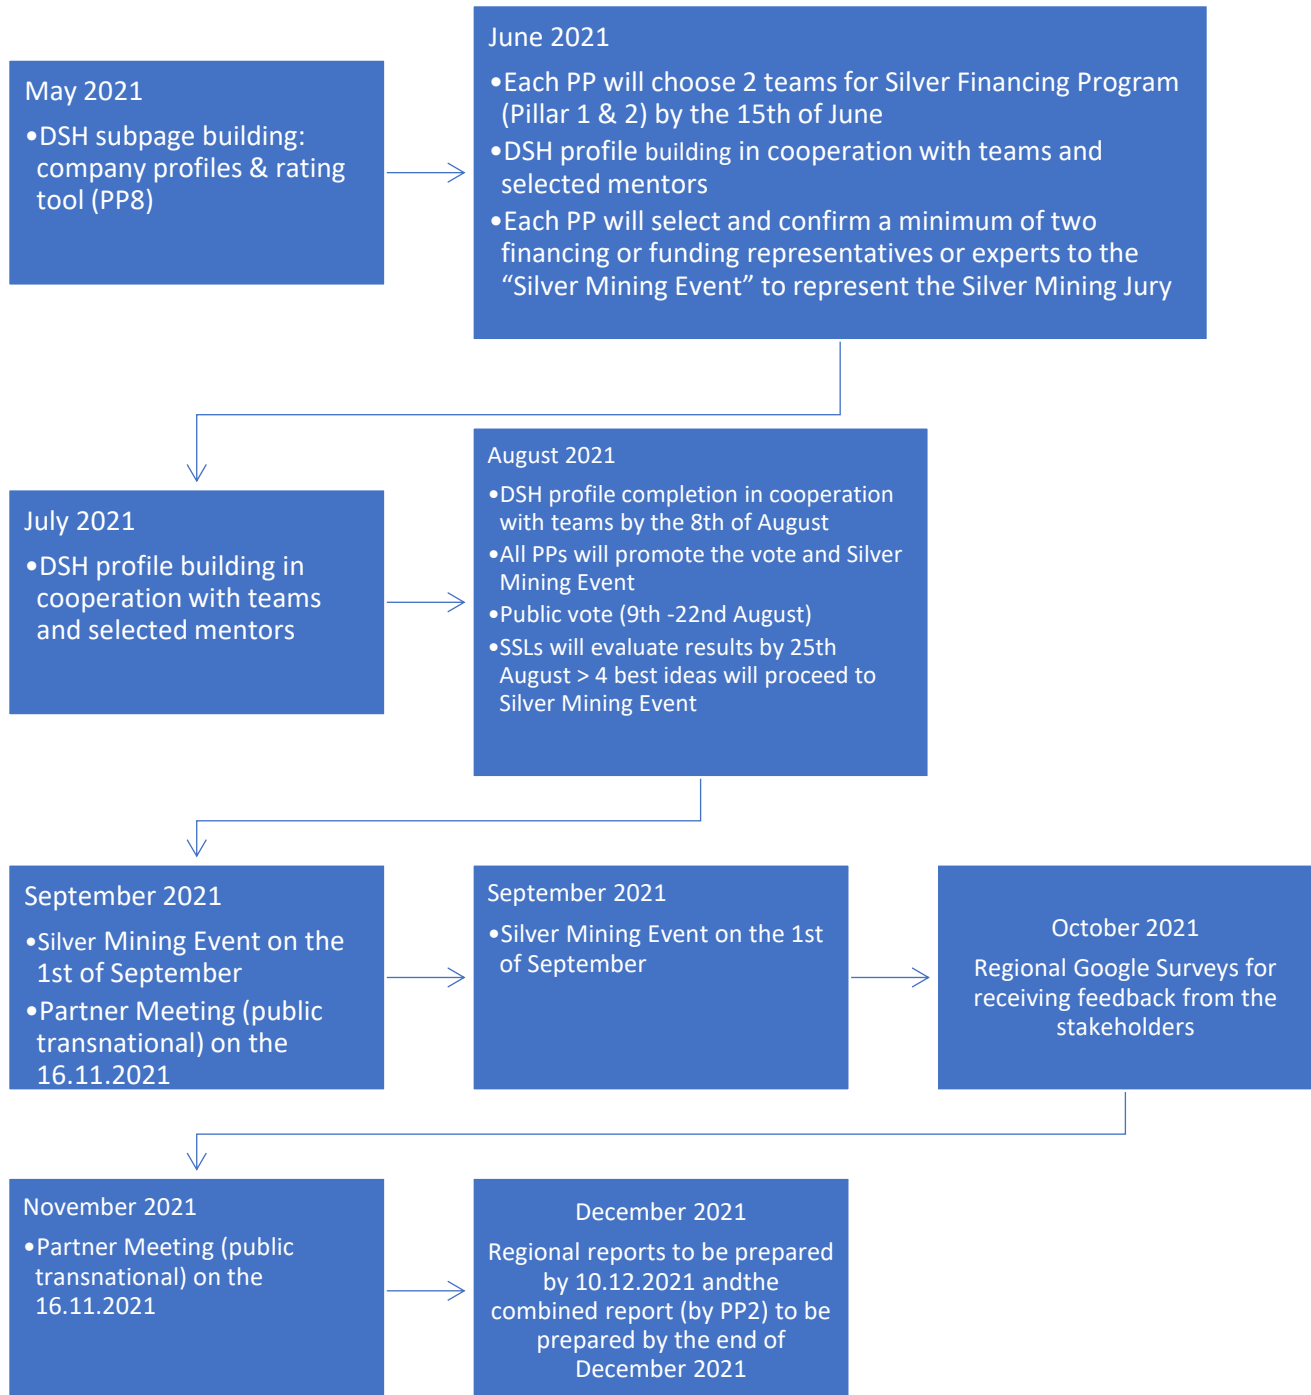 May 2021
•DSH subpage building:
company profiles & rating
tool (PP8)
June 2021
•Each PP will choose 2 teams for Silver Financing Program
(Pillar 1 & 2) by the 15th of June
•DSH profile building in cooperation with teams and
selected mentors
•Each PP will select and confirm a minimum of two
financing or funding representatives or experts to the
“Silver Mining Event” to represent the Silver Mining Jury
July 2021
•DSH profile building in
cooperation with teams
and selected mentors
August 2021
•DSH profile completion in cooperation
with teams by the 8th of August
•All PPs will promote the vote and Silver
Mining Event
•Public vote (9th -22nd August)
•SSLs will evaluate results by 25th
August > 4 best ideas will proceed to
Silver Mining Event
September 2021
•Silver Mining Event on the
1st of September
•Partner Meeting (public
transnational) on the
16.11.2021
September 2021
•Silver Mining Event on the 1st
of September
October 2021
Regional Google Surveys for
receiving feedback from the
stakeholders
November 2021
•Partner Meeting (public
transnational) on the
16.11.2021
December 2021
Regional reports to be prepared
by 10.12.2021 andthe
combined report (by PP2) to be
prepared by the end of
December 2021